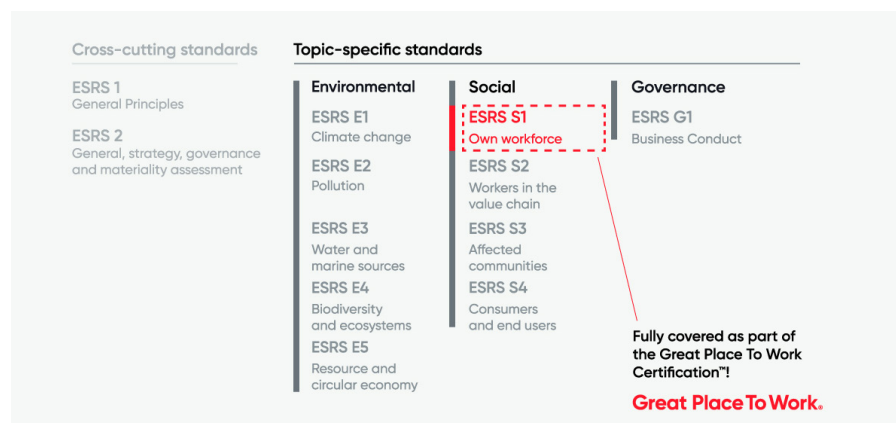 Cross-cutting standards
ESRS 1
General Principles
ESRS 2
General, strategy, governance
and materiality assessment
Topic-specific standards
Environmental
ESRS E1
Climate change
ESRS E2
Pollution
ESRS E3
Water and
marine sources
ESRS E4
Biodiversity
and ecosystems
ESRS E5
Resource and
circular economy
Social
ESRS S1
Own workforce
ESRS S2
Workers in the
value chain
ESRS S3
Affected
communities
ESRS S4
Consumers
and end users
Governance
ESRS G1
Business Conduct
Fully covered as part of
the Great Place To Work
Certification™!
Great Place To Work®